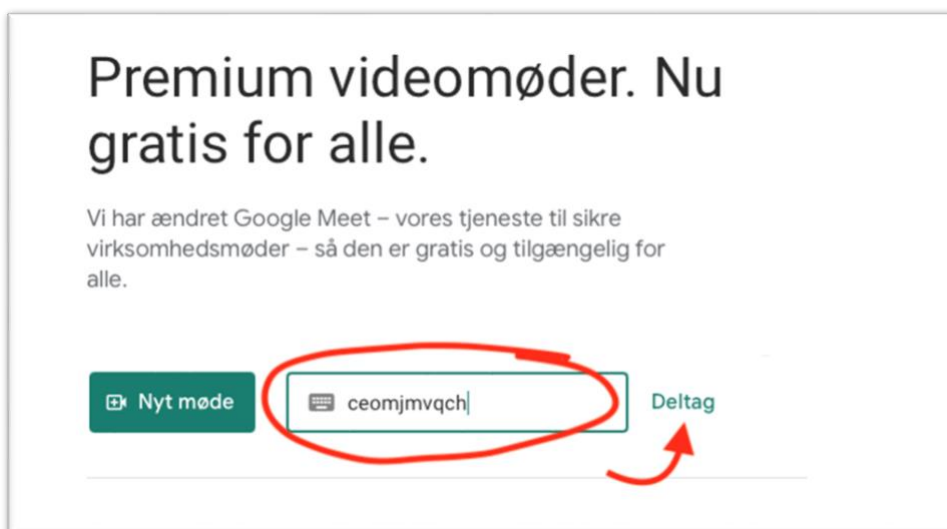 Premium videomøder. Nu
gratis for alle.
Vi har ændret Google Meet – vores tjeneste til sikre
virksomhedsmøder – så den er gratis og tilgængelig for
alle.
Nyt møde ceomjmvqch Deltag